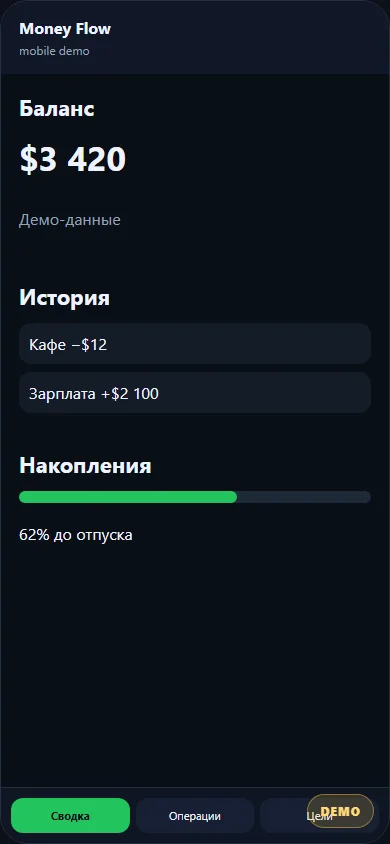 Money Flow
mobile demo
Баланс
$3 420
Демо-данные
История
Кафе −$12
Зарплата +$2 100
Накопления
62% до отпуска
Сводка
Операции
Цели
DEMO